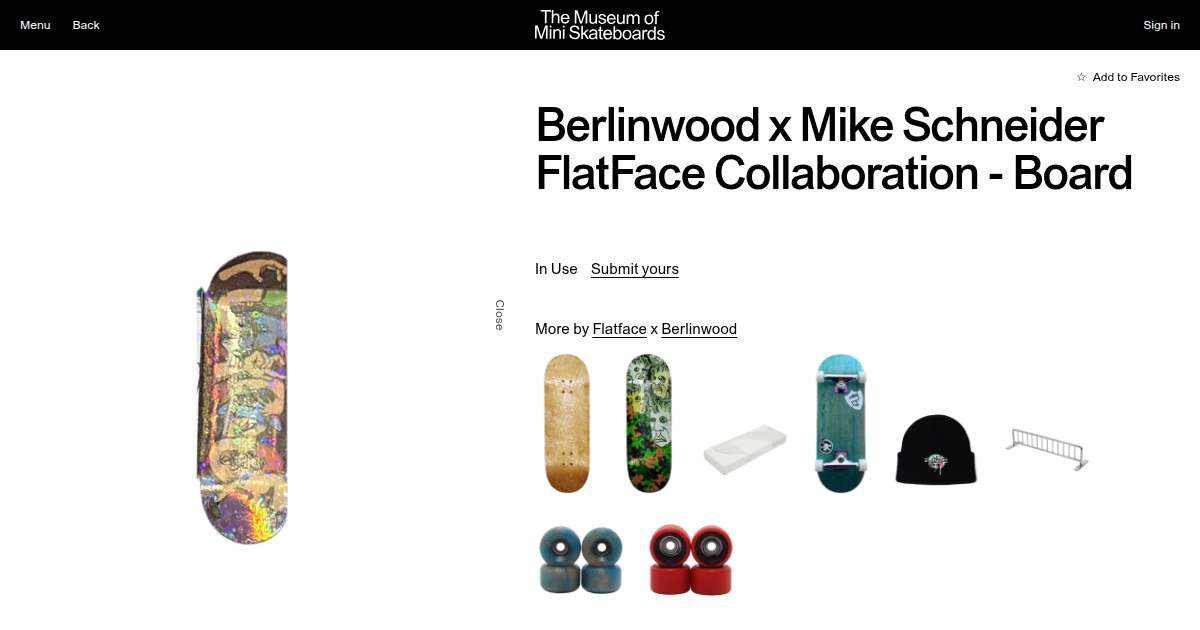 Menu
Back
The Museum of
Mini Skateboards
Sign in
☆ Add to Favorites
Berlinwood x Mike Schneider
FlatFace Collaboration - Board
In Use Submit yours
Close
More by Flatface x Berlinwood